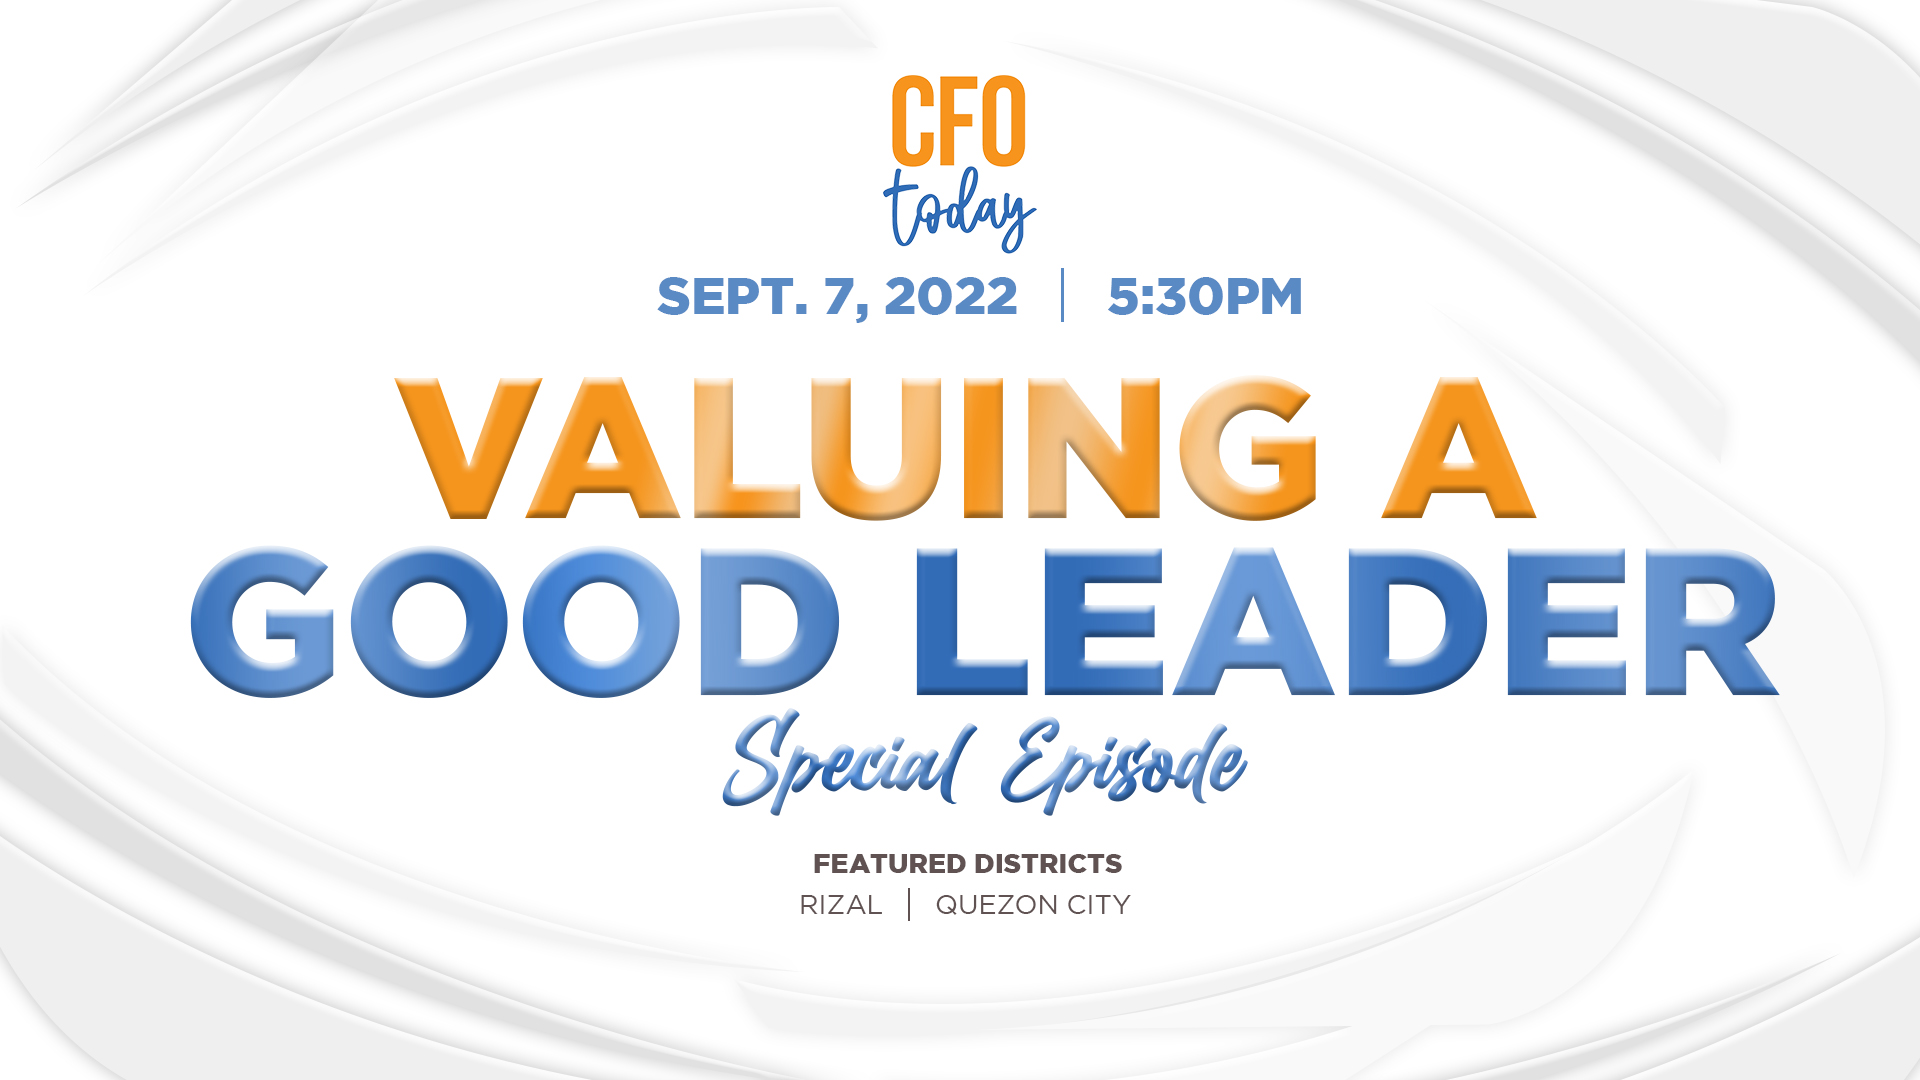 CFO
today
SEPT. 7, 2022 | 5:30PM
VALUING A
GOOD LEADER
Special Episode
FEATURED DISTRICTS
RIZAL | QUEZON CITY